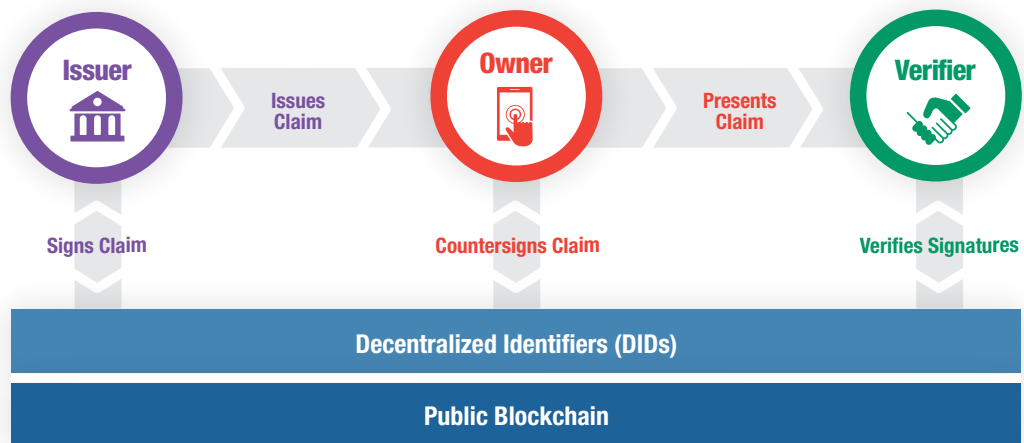 Issuer
Owner
Verifier
Issues
Claim
Presents
Claim
Signs Claim
Countersigns Claim
Verifies Signatures
Decentralized Identifiers (DIDs)
Public Blockchain